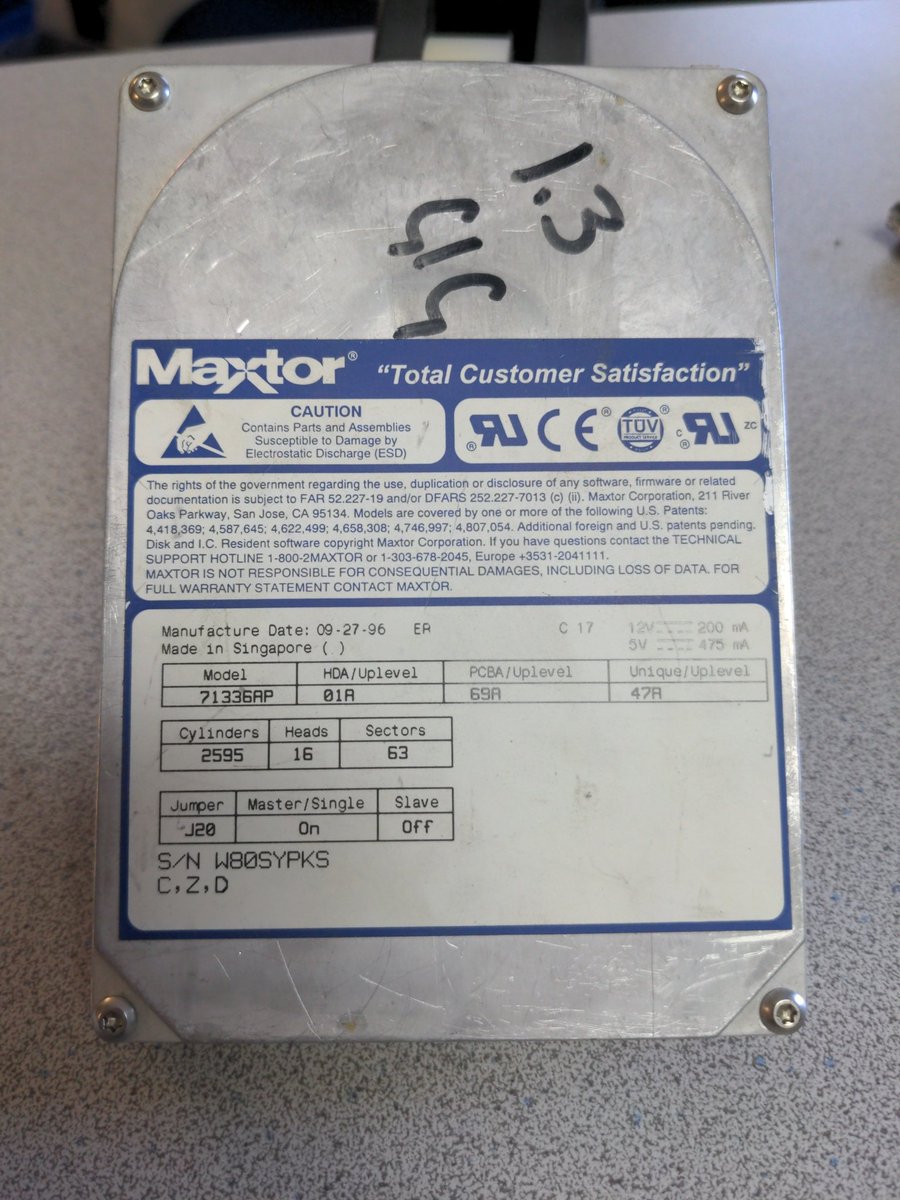 1.3
GIG
Maxtor® "Total Customer Satisfaction"
CAUTION
Contains Parts and Assemblies
Susceptible to Damage by
Electrostatic Discharge (ESD)
® RU CE ® TÜV PRODUCT SERVICE ® C ® RU ZC
The rights of the government regarding the use, duplication or disclosure of any software, firmware or related
documentation is subject to FAR 52.227-19 and/or DFARS 252.227-7013 (c) (ii). Maxtor Corporation, 211 River
Oaks Parkway, San Jose, CA 95134. Models are covered by one or more of the following U.S. Patents:
4,418,369; 4,587,645; 4,622,499; 4,658,308; 4,746,997; 4,807,054. Additional foreign and U.S. patents pending.
Disk and I.C. Resident software copyright Maxtor Corporation. If you have questions contact the TECHNICAL
SUPPORT HOTLINE 1-800-2MAXTOR or 1-303-678-2045, Europe +3531-2041111.
MAXTOR IS NOT RESPONSIBLE FOR CONSEQUENTIAL DAMAGES, INCLUDING LOSS OF DATA. FOR
FULL WARRANTY STATEMENT CONTACT MAXTOR.
Manufacture Date: 09-27-96 ER C 17 12V 200 mA
Made in Singapore ( ) 5V 475 mA
Model HDA/Uplevel PCBA/Uplevel Unique/Uplevel
71336AP 01A 69A 47A
Cylinders Heads Sectors
2595 16 63
Jumper Master/Single Slave
J20 On Off
S/N W80SYPKS
C,Z,D